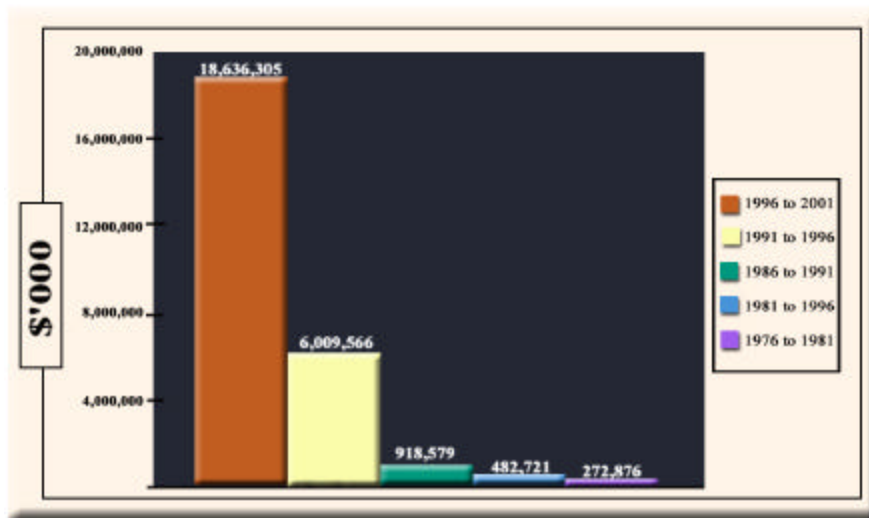 20,000,000
18,636,305
16,000,000
12,000,000
8,000,000
6,009,566
4,000,000
918,579
482,721
272,876
$'000
1996 to 2001
1991 to 1996
1986 to 1991
1981 to 1996
1976 to 1981